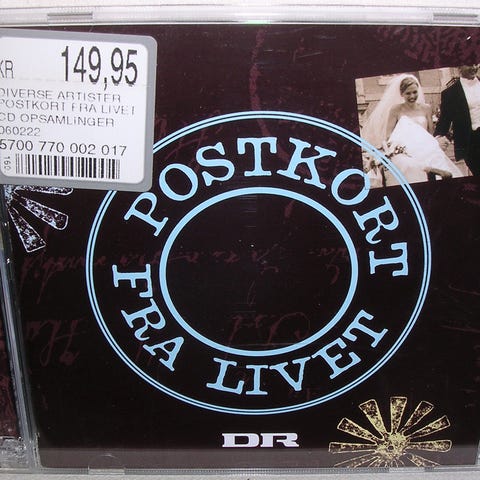 KR 149,95
DIVERSE ARTISTER
POSTKORT FRA LIVET
CD OPSAMLINGER
060222
5700 770 002 017
160
POSTKORT
FRA LIVET
DR